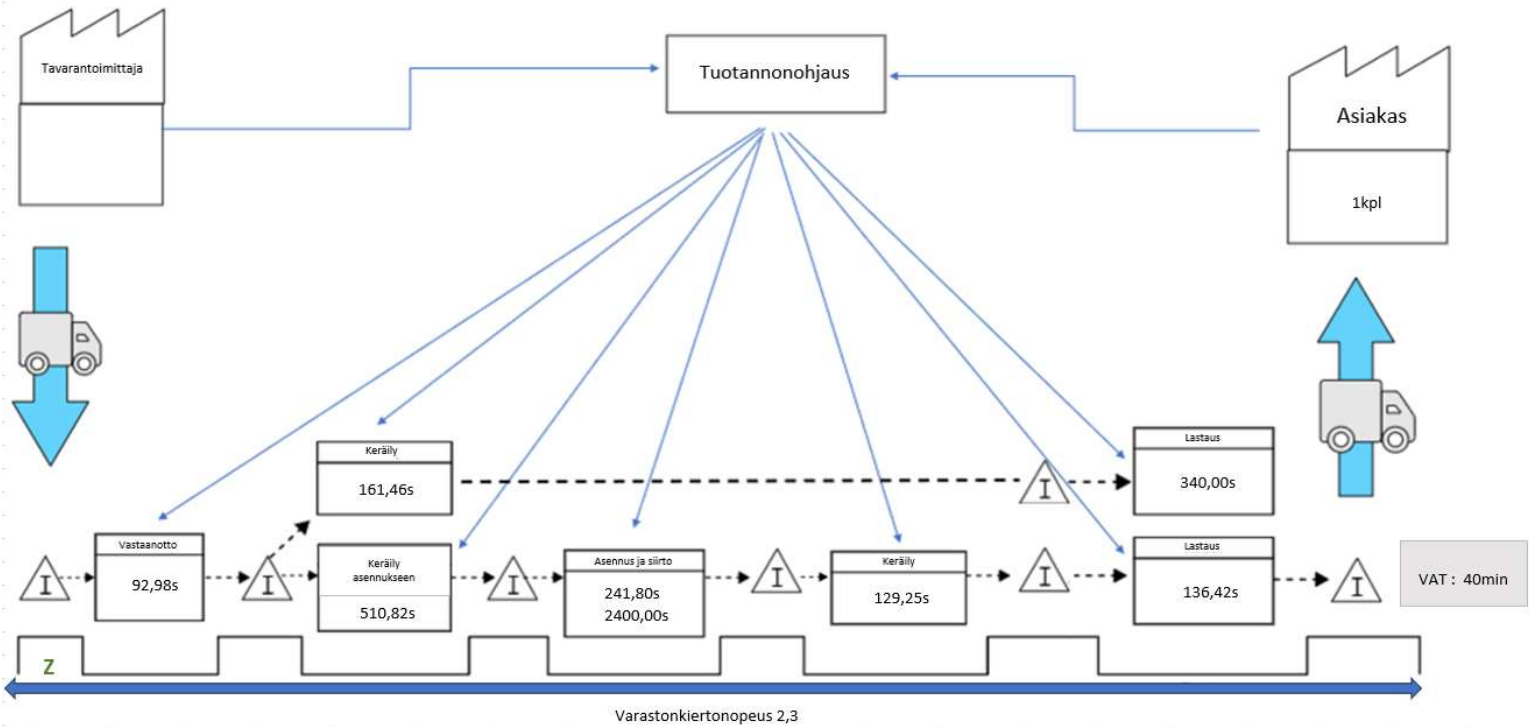 Tavarantoimittaja
Tuotannonohjaus
Asiakas
1kpl
Keräily
161,46s
I
Lastaus
340,00s
I
Vastaanotto
92,98s
I
Keräily
asennukseen
510,82s
I
Asennus ja siirto
241,80s
2400,00s
I
Keräily
129,25s
I
Lastaus
136,42s
I
VAT : 40min
Z
Varastonkiertonopeus 2,3